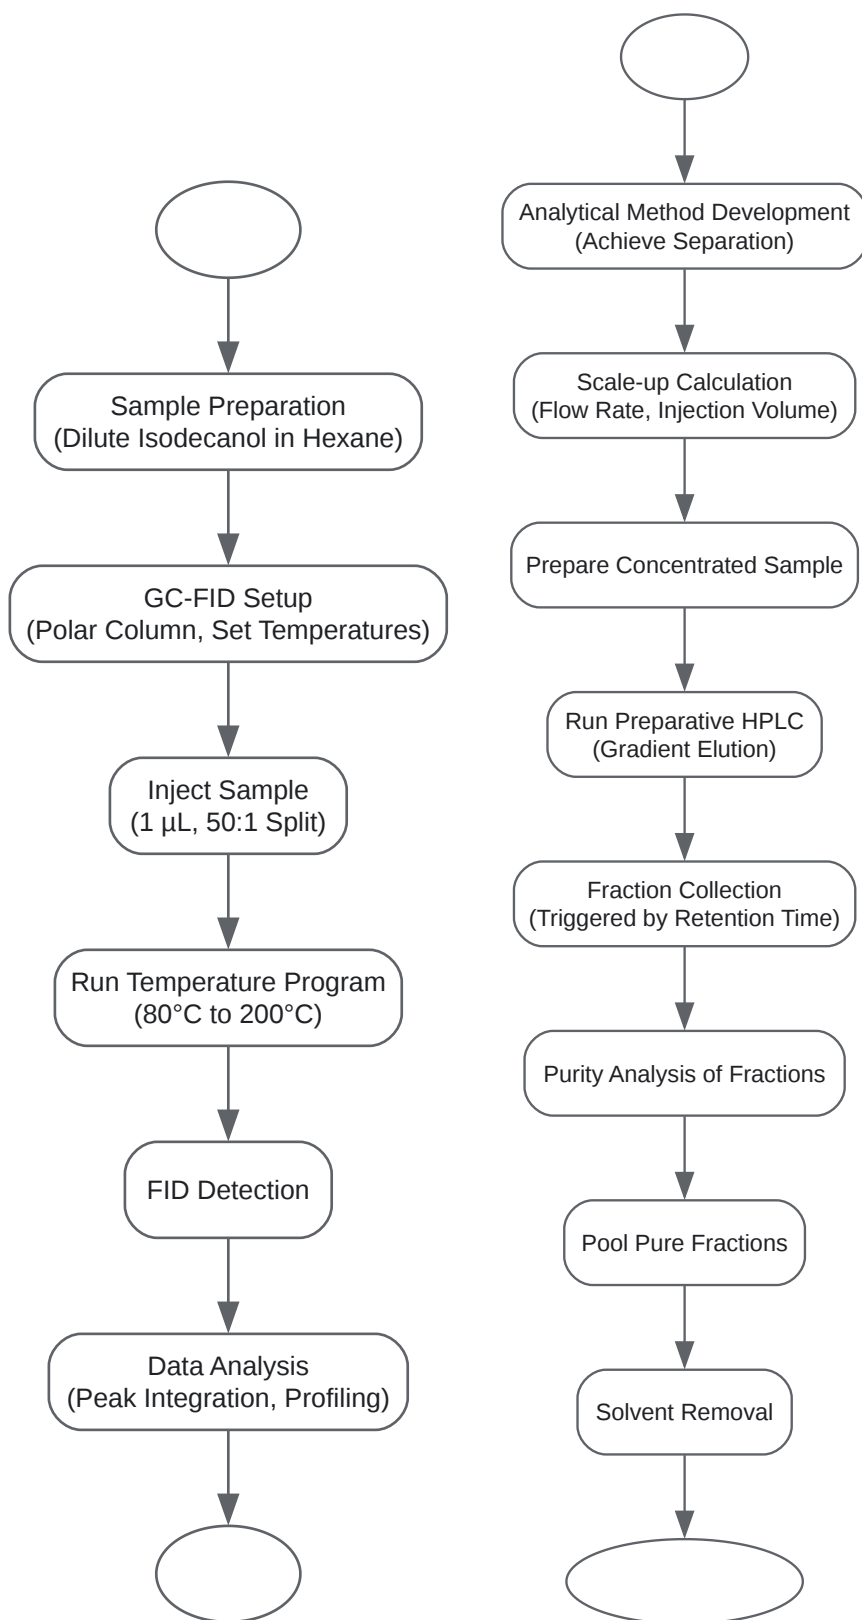 Sample Preparation
(Dilute Isodecanol in Hexane)
GC-FID Setup
(Polar Column, Set Temperatures)
Inject Sample
(1 µL, 50:1 Split)
Run Temperature Program
(80°C to 200°C)
FID Detection
Data Analysis
(Peak Integration, Profiling)
Analytical Method Development
(Achieve Separation)
Scale-up Calculation
(Flow Rate, Injection Volume)
Prepare Concentrated Sample
Run Preparative HPLC
(Gradient Elution)
Fraction Collection
(Triggered by Retention Time)
Purity Analysis of Fractions
Pool Pure Fractions
Solvent Removal